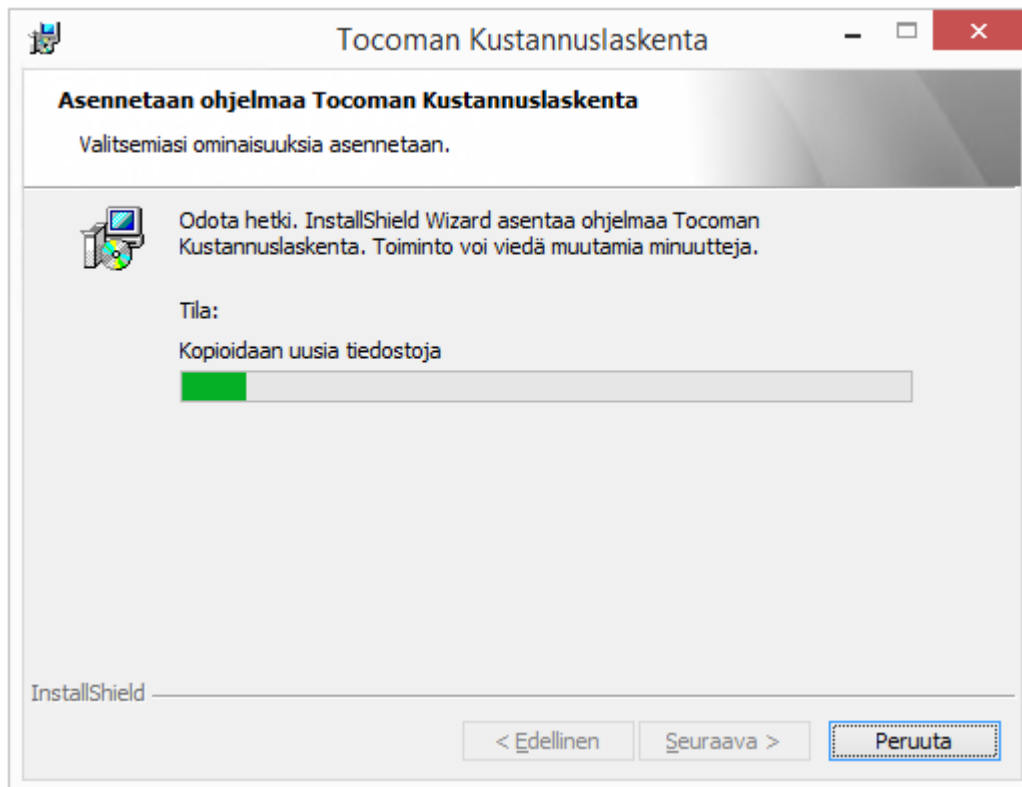 Tocoman Kustannuslaskenta
Asennetaan ohjelmaa Tocoman Kustannuslaskenta
Valitsemiasi ominaisuuksia asennetaan.
Odota hetki. InstallShield Wizard asentaa ohjelmaa Tocoman
Kustannuslaskenta. Toiminto voi viedä muutamia minuutteja.
Tila:
Kopioidaan uusia tiedostoja
InstallShield
< Edellinen
Seuraava >
Peruuta